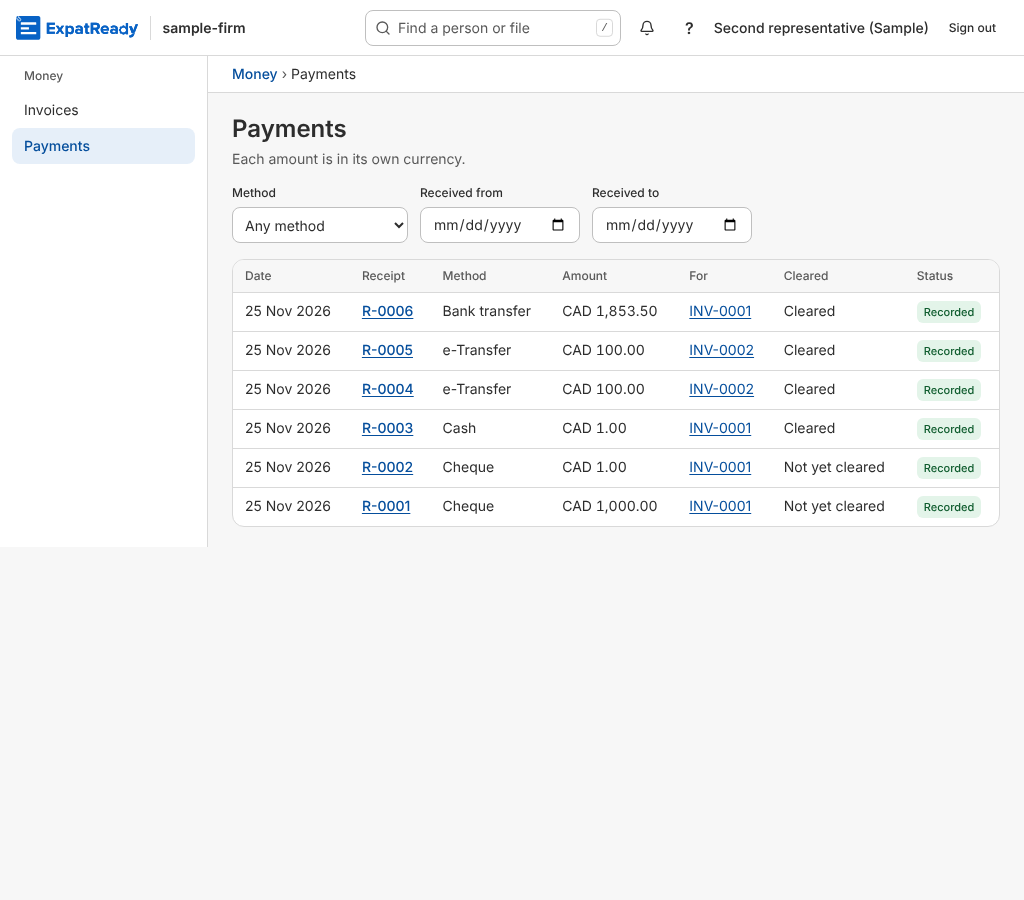 ExpatReady sample-firm Find a person or file / ? Second representative (Sample) Sign out
Money
Invoices
Payments
Money › Payments
Payments
Each amount is in its own currency.
Method Received from Received to
Any method mm/dd/yyyy mm/dd/yyyy
Date Receipt Method Amount For Cleared Status
25 Nov 2026 R-0006 Bank transfer CAD 1,853.50 INV-0001 Cleared Recorded
25 Nov 2026 R-0005 e-Transfer CAD 100.00 INV-0002 Cleared Recorded
25 Nov 2026 R-0004 e-Transfer CAD 100.00 INV-0002 Cleared Recorded
25 Nov 2026 R-0003 Cash CAD 1.00 INV-0001 Cleared Recorded
25 Nov 2026 R-0002 Cheque CAD 1.00 INV-0001 Not yet cleared Recorded
25 Nov 2026 R-0001 Cheque CAD 1,000.00 INV-0001 Not yet cleared Recorded